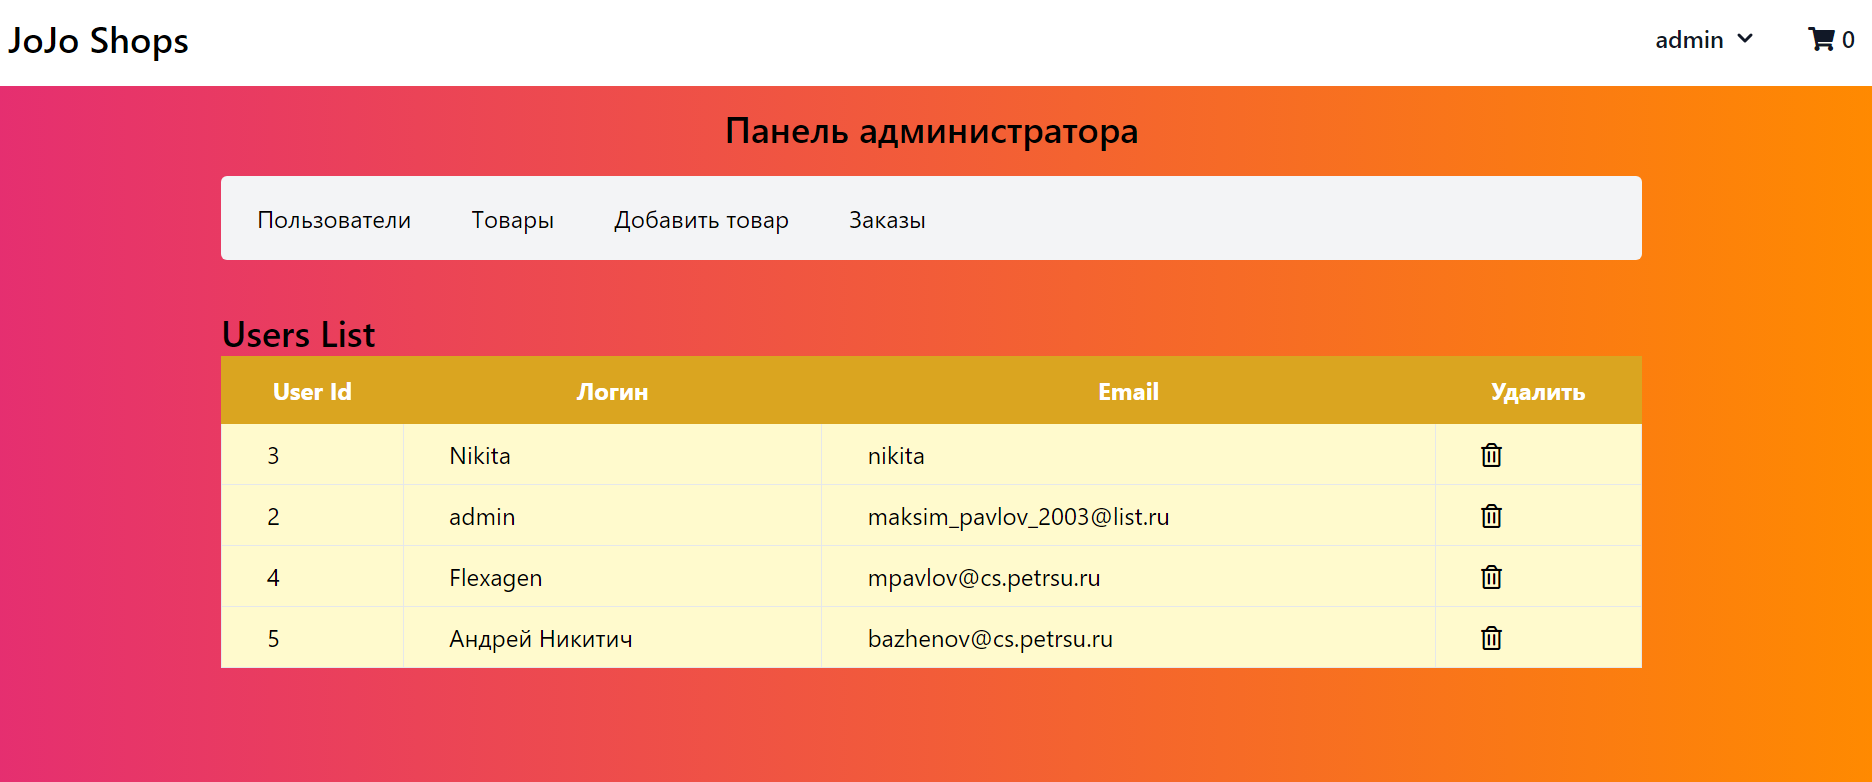 JoJo Shops admin 0
Панель администратора
Пользователи Товары Добавить товар Заказы
Users List
User Id Логин Email Удалить
3 Nikita nikita
2 admin maksim_pavlov_2003@list.ru
4 Flexagen mpavlov@cs.petrsu.ru
5 Андрей Никитич bazhenov@cs.petrsu.ru